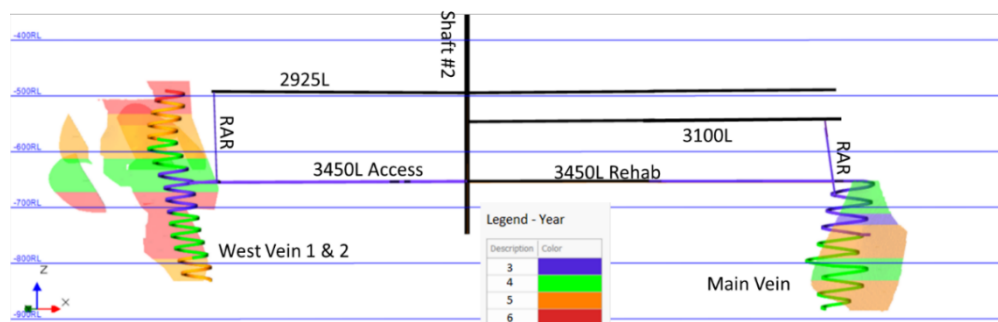 -400RL
Shaft #2
2925L
-500RL
RAR
3100L
-600RL
RAR
3450L Access
3450L Rehab
-700RL
Legend - Year
West Vein 1 & 2
Description Color
3
-800RL
4
Main Vein
Z
5
X
6
-900RL